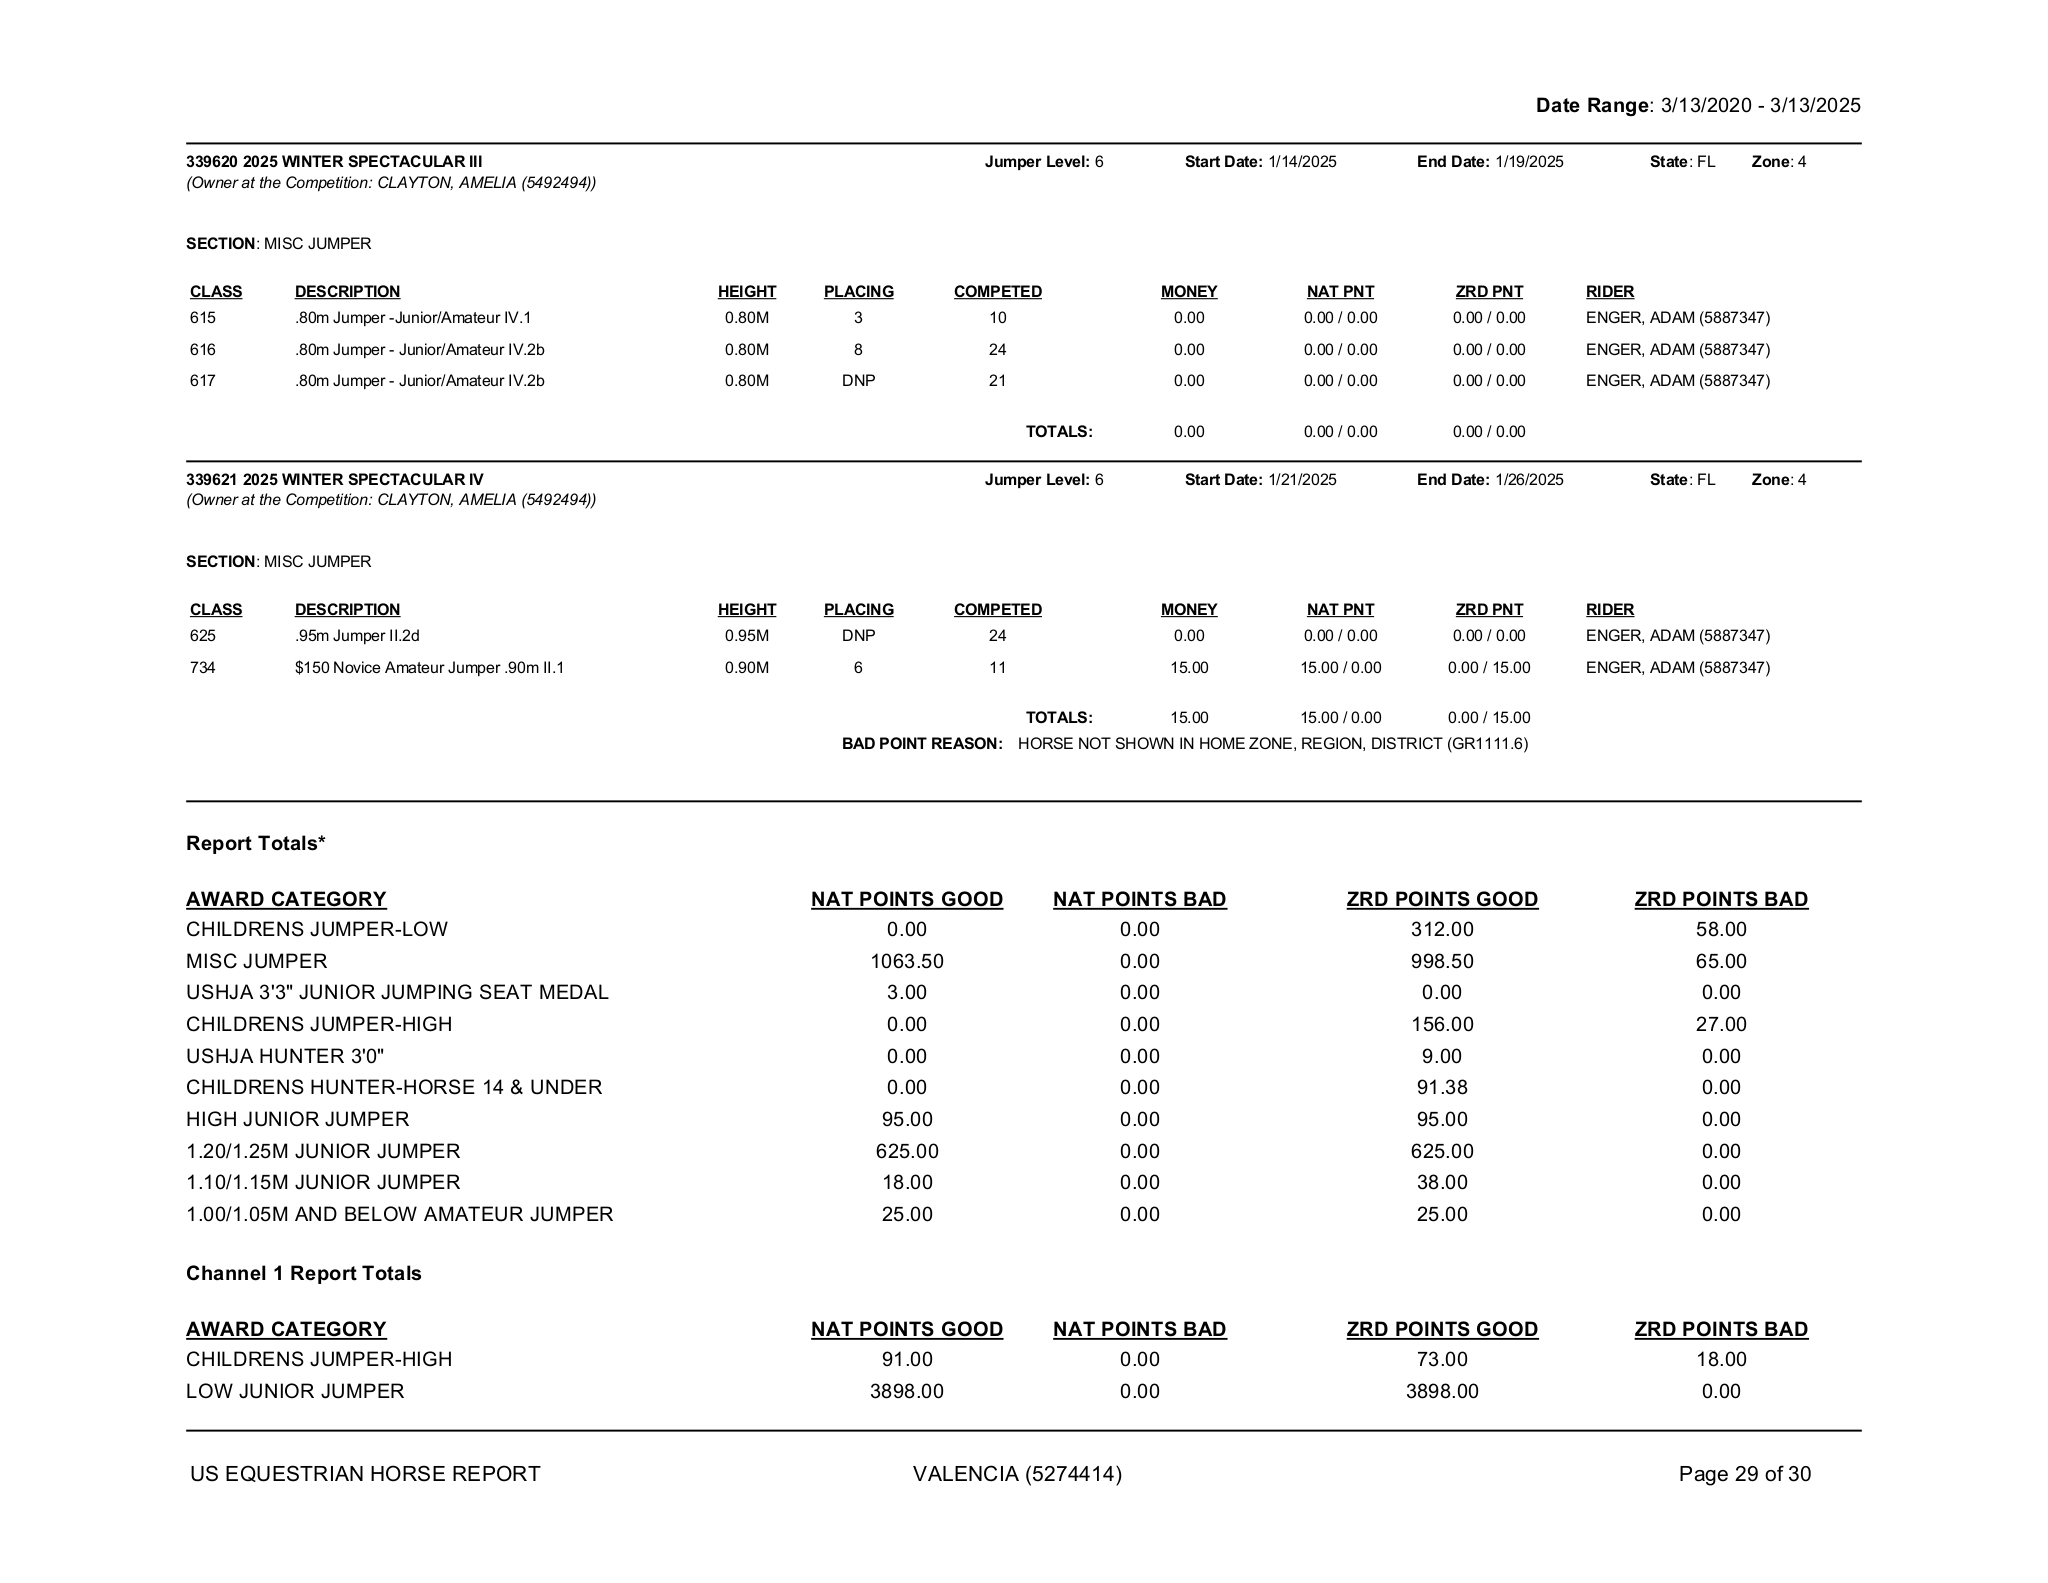 Date Range: 3/13/2020 - 3/13/2025
339620 2025 WINTER SPECTACULAR III Jumper Level: 6 Start Date: 1/14/2025 End Date: 1/19/2025 State: FL Zone: 4
(Owner at the Competition: CLAYTON, AMELIA (5492494))
SECTION: MISC JUMPER
CLASS DESCRIPTION HEIGHT PLACING COMPETED MONEY NAT PNT ZRD PNT RIDER
615 .80m Jumper -Junior/Amateur IV.1 0.80M 3 10 0.00 0.00 / 0.00 0.00 / 0.00 ENGER, ADAM (5887347)
616 .80m Jumper - Junior/Amateur IV.2b 0.80M 8 24 0.00 0.00 / 0.00 0.00 / 0.00 ENGER, ADAM (5887347)
617 .80m Jumper - Junior/Amateur IV.2b 0.80M DNP 21 0.00 0.00 / 0.00 0.00 / 0.00 ENGER, ADAM (5887347)
TOTALS: 0.00 0.00 / 0.00 0.00 / 0.00
339621 2025 WINTER SPECTACULAR IV Jumper Level: 6 Start Date: 1/21/2025 End Date: 1/26/2025 State: FL Zone: 4
(Owner at the Competition: CLAYTON, AMELIA (5492494))
SECTION: MISC JUMPER
CLASS DESCRIPTION HEIGHT PLACING COMPETED MONEY NAT PNT ZRD PNT RIDER
625 .95m Jumper II.2d 0.95M DNP 24 0.00 0.00 / 0.00 0.00 / 0.00 ENGER, ADAM (5887347)
734 $150 Novice Amateur Jumper .90m II.1 0.90M 6 11 15.00 15.00 / 0.00 0.00 / 15.00 ENGER, ADAM (5887347)
TOTALS: 15.00 15.00 / 0.00 0.00 / 15.00
BAD POINT REASON: HORSE NOT SHOWN IN HOME ZONE, REGION, DISTRICT (GR1111.6)
Report Totals*
AWARD CATEGORY NAT POINTS GOOD NAT POINTS BAD ZRD POINTS GOOD ZRD POINTS BAD
CHILDRENS JUMPER-LOW 0.00 0.00 312.00 58.00
MISC JUMPER 1063.50 0.00 998.50 65.00
USHJA 3'3" JUNIOR JUMPING SEAT MEDAL 3.00 0.00 0.00 0.00
CHILDRENS JUMPER-HIGH 0.00 0.00 156.00 27.00
USHJA HUNTER 3'0" 0.00 0.00 9.00 0.00
CHILDRENS HUNTER-HORSE 14 & UNDER 0.00 0.00 91.38 0.00
HIGH JUNIOR JUMPER 95.00 0.00 95.00 0.00
1.20/1.25M JUNIOR JUMPER 625.00 0.00 625.00 0.00
1.10/1.15M JUNIOR JUMPER 18.00 0.00 38.00 0.00
1.00/1.05M AND BELOW AMATEUR JUMPER 25.00 0.00 25.00 0.00
Channel 1 Report Totals
AWARD CATEGORY NAT POINTS GOOD NAT POINTS BAD ZRD POINTS GOOD ZRD POINTS BAD
CHILDRENS JUMPER-HIGH 91.00 0.00 73.00 18.00
LOW JUNIOR JUMPER 3898.00 0.00 3898.00 0.00
US EQUESTRIAN HORSE REPORT VALENCIA (5274414) Page 29 of 30